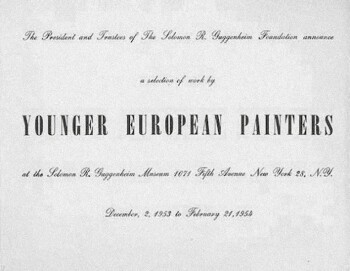 The President and Trustees of The Solomon R. Guggenheim Foundation announce
a selection of work by
YOUNGER EUROPEAN PAINTERS
at the Solomon R. Guggenheim Museum 1071 Fifth Avenue New York 28, N.Y.
December, 2, 1953 to February 21, 1954